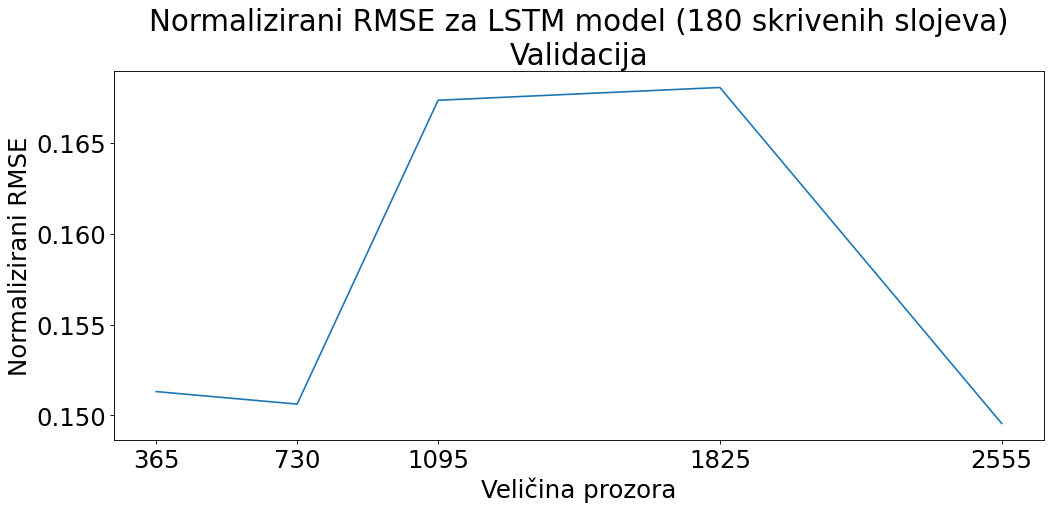 Normalizirani RMSE za LSTM model (180 skrivenih slojeva)
Validacija
Normalizirani RMSE
0.165
0.160
0.155
0.150
365 730 1095 1825 2555
Veličina prozora